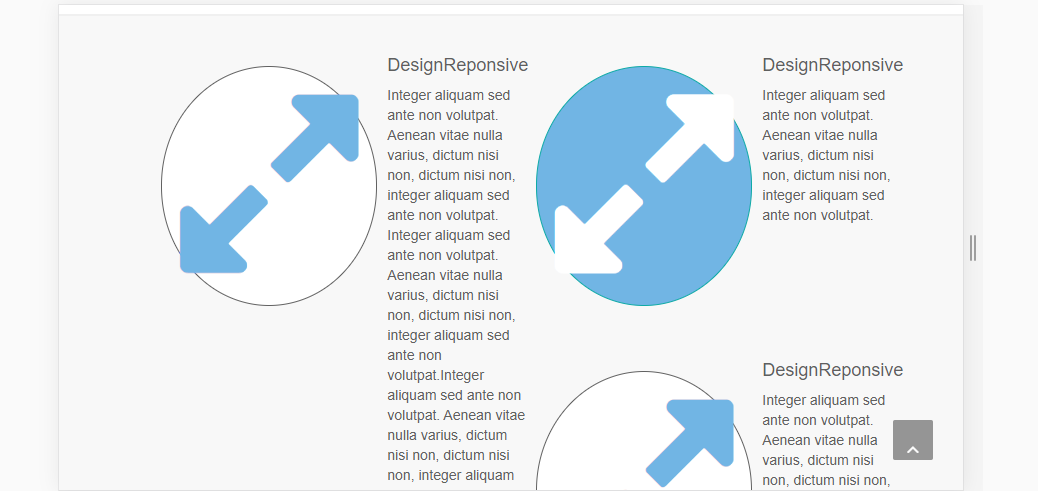 DesignReponsive
Integer aliquam sed
ante non volutpat.
Aenean vitae nulla
varius, dictum nisi
non, dictum nisi non,
integer aliquam sed
ante non volutpat.
Integer aliquam sed
ante non volutpat.
Aenean vitae nulla
varius, dictum nisi
non, dictum nisi non,
integer aliquam sed
ante non
volutpat.Integer
aliquam sed ante non
volutpat. Aenean vitae
nulla varius, dictum
nisi non, dictum nisi
non, integer aliquam
DesignReponsive
Integer aliquam sed
ante non volutpat.
Aenean vitae nulla
varius, dictum nisi
non, dictum nisi non,
integer aliquam sed
ante non volutpat.
DesignReponsive
Integer aliquam sed
ante non volutpat.
Aenean vitae nulla
varius, dictum nisi
non, dictum nisi non,